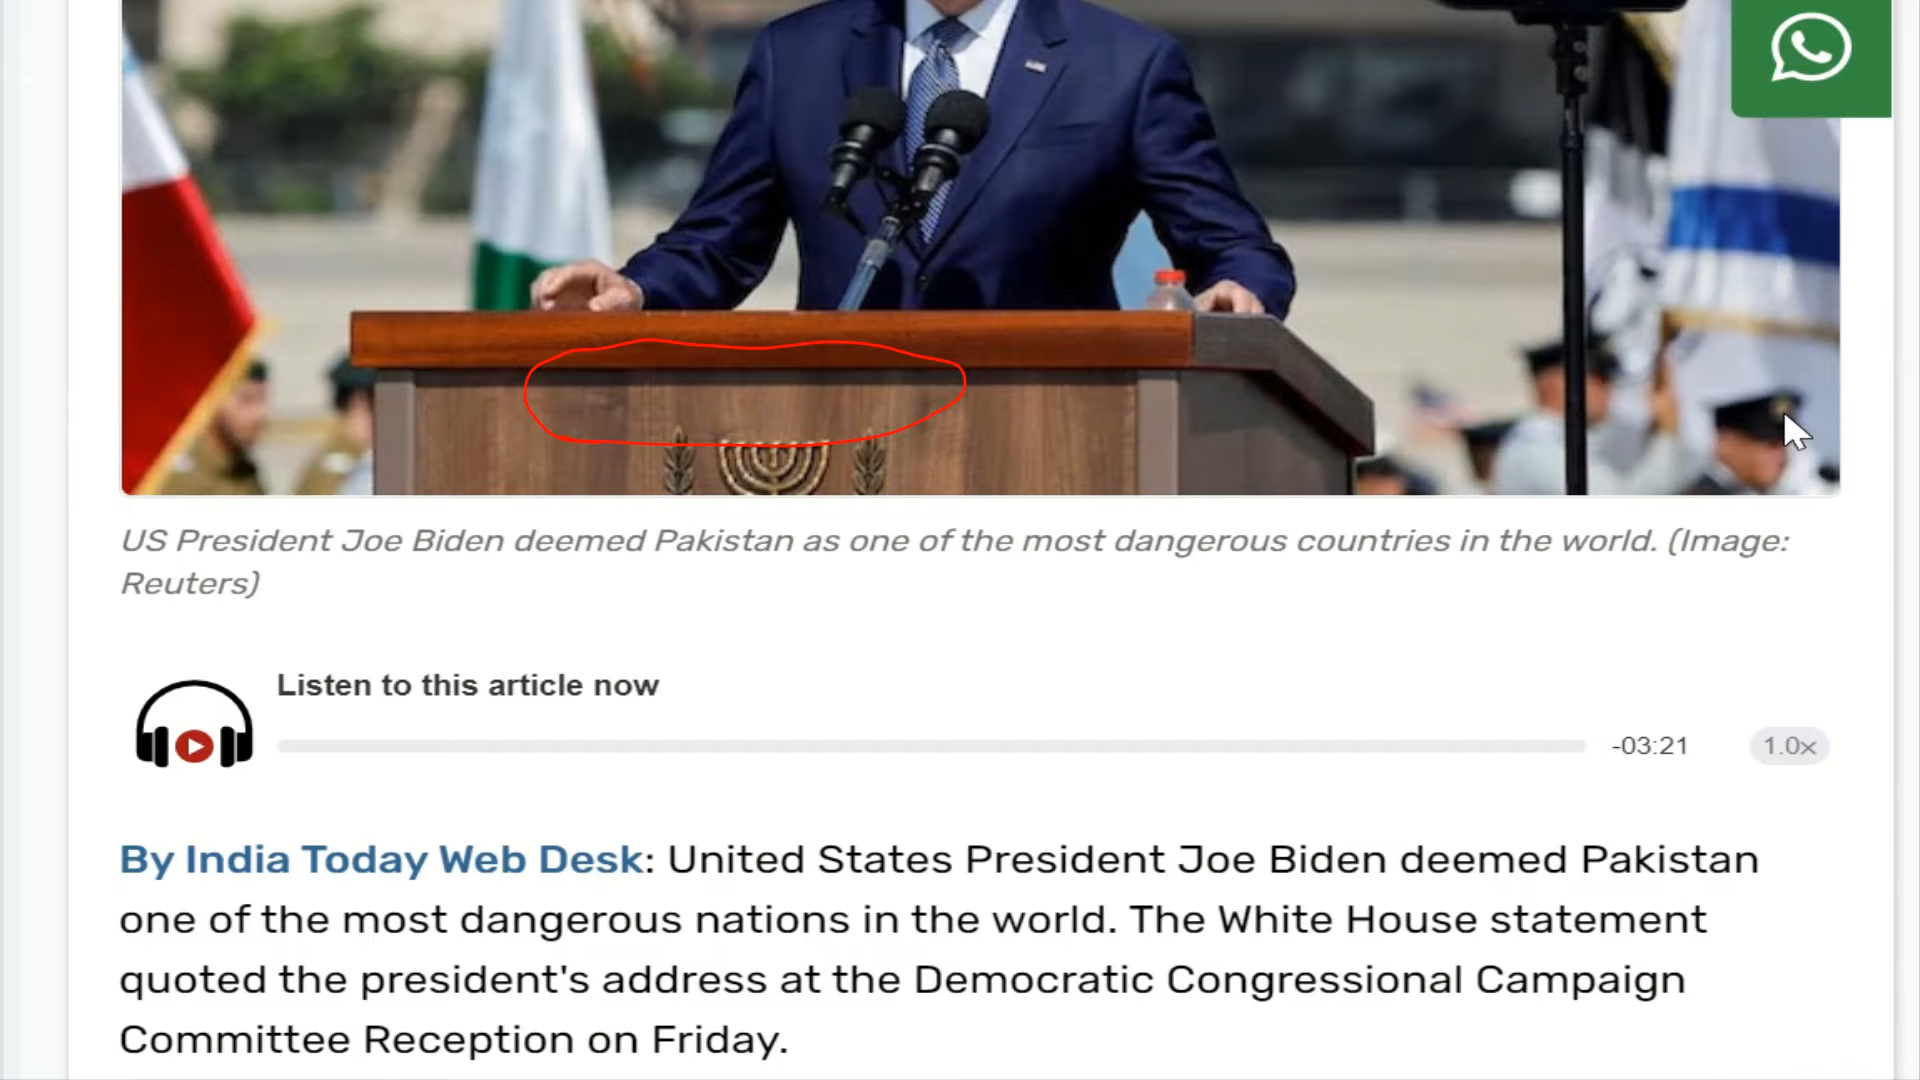 US President Joe Biden deemed Pakistan as one of the most dangerous countries in the world. (Image:
Reuters)
Listen to this article now
-03:21
1.0x
By India Today Web Desk: United States President Joe Biden deemed Pakistan
one of the most dangerous nations in the world. The White House statement
quoted the president's address at the Democratic Congressional Campaign
Committee Reception on Friday.